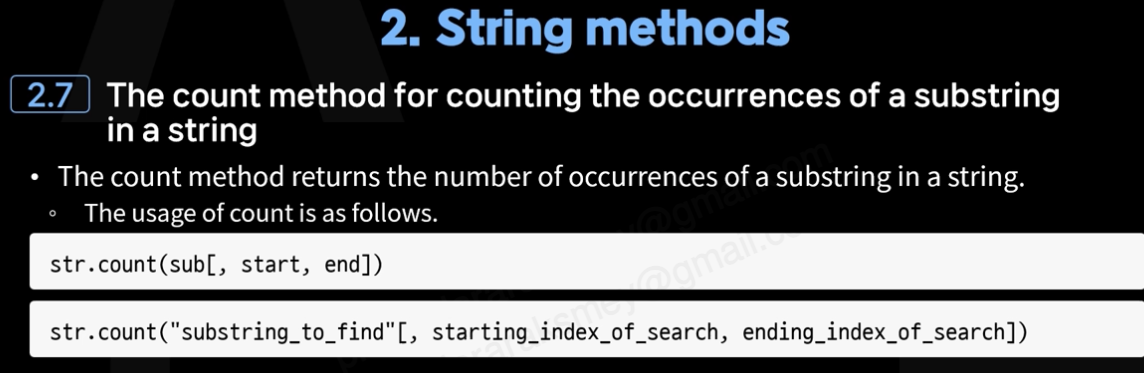 2. String methods
2.7 The count method for counting the occurrences of a substring
in a string
• The count method returns the number of occurrences of a substring in a string.
◦ The usage of count is as follows.
str.count(sub[, start, end])
str.count("substring_to_find"[, starting_index_of_search, ending_index_of_search])
@gmail.com